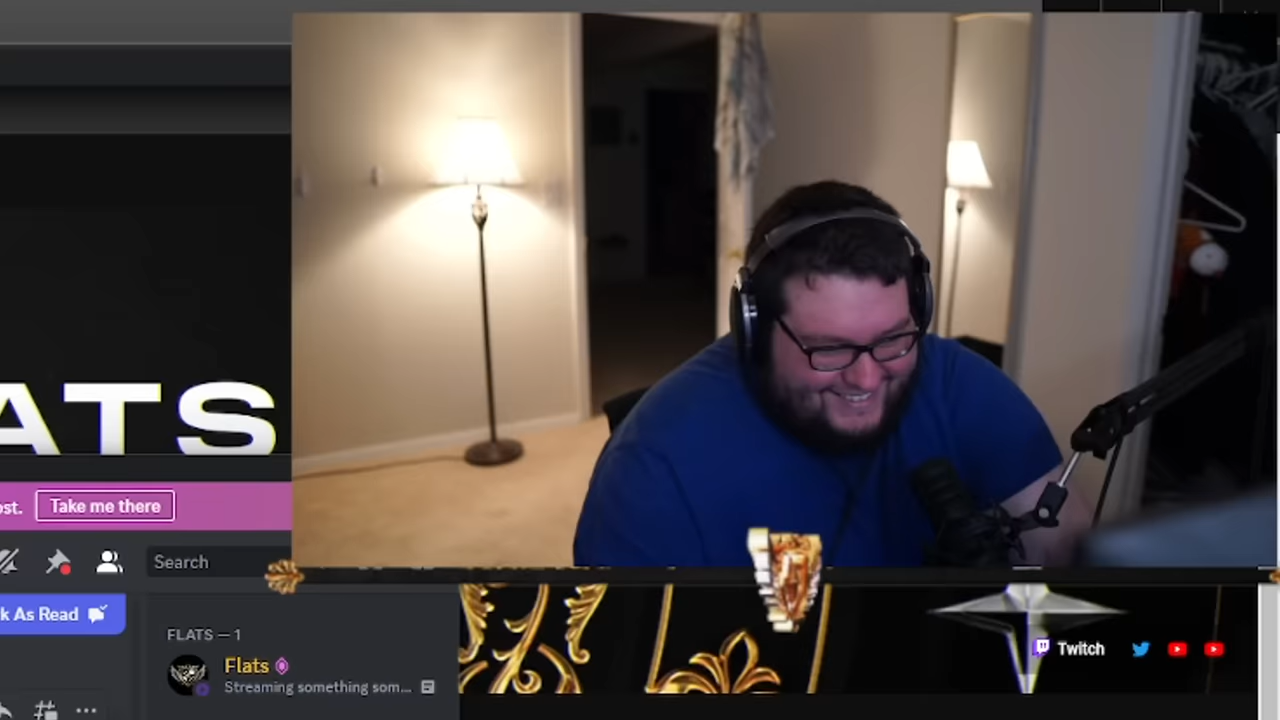 ATS
ost.
Take me there
Search
k As Read
FLATS — 1
Flats
Streaming something som...
Twitch